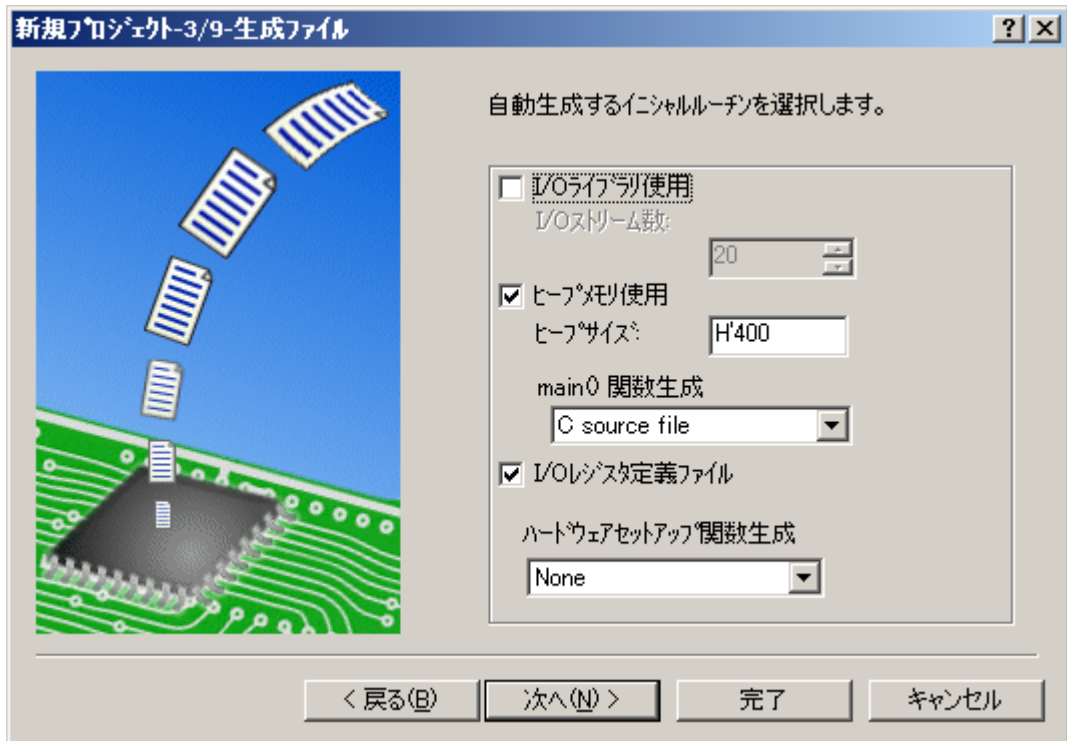 新規ﾌﾟﾛｼﾞｪｸﾄ-3/9-生成ﾌｧｲﾙ
自動生成するｲﾆｼｬﾙﾙｰﾁﾝを選択します。
I/Oﾗｲﾌﾞﾗﾘ使用
I/Oｽﾄﾘｰﾑ数:
20
ﾋｰﾌﾟﾒﾓﾘ使用
ﾋｰﾌﾟｻｲｽﾞ:
H'400
main() 関数生成
C source file
I/Oﾚｼﾞｽﾀ定義ﾌｧｲﾙ
ﾊｰﾄﾞｳｪｱｾｯﾄｱｯﾌﾟ関数生成
None
< 戻る(B)
次へ(N) >
完了
キャンセル